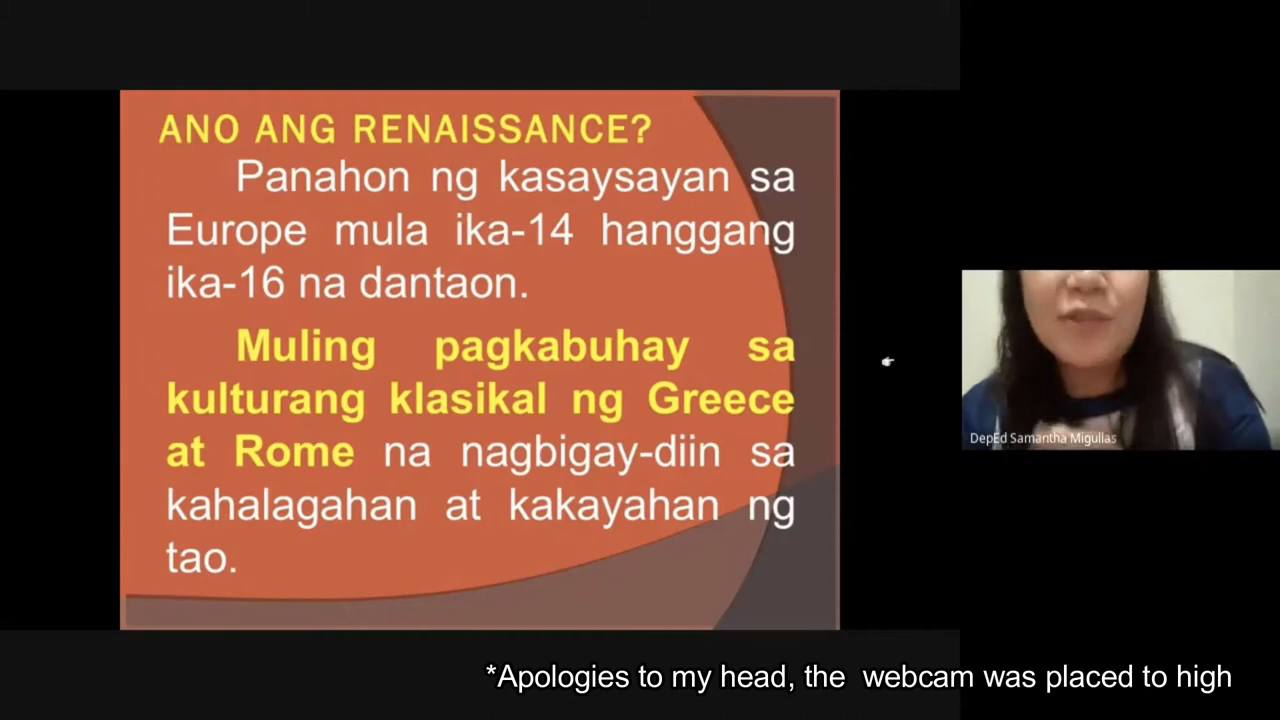 ANO ANG RENAISSANCE?
Panahon ng kasaysayan sa
Europe mula ika-14 hanggang
ika-16 na dantaon.
Muling pagkabuhay sa
kulturang klasikal ng Greece
at Rome na nagbigay-diin sa
kahalagahan at kakayahan ng
tao.
DepEd Samantha Migullas
*Apologies to my head, the webcam was placed to high